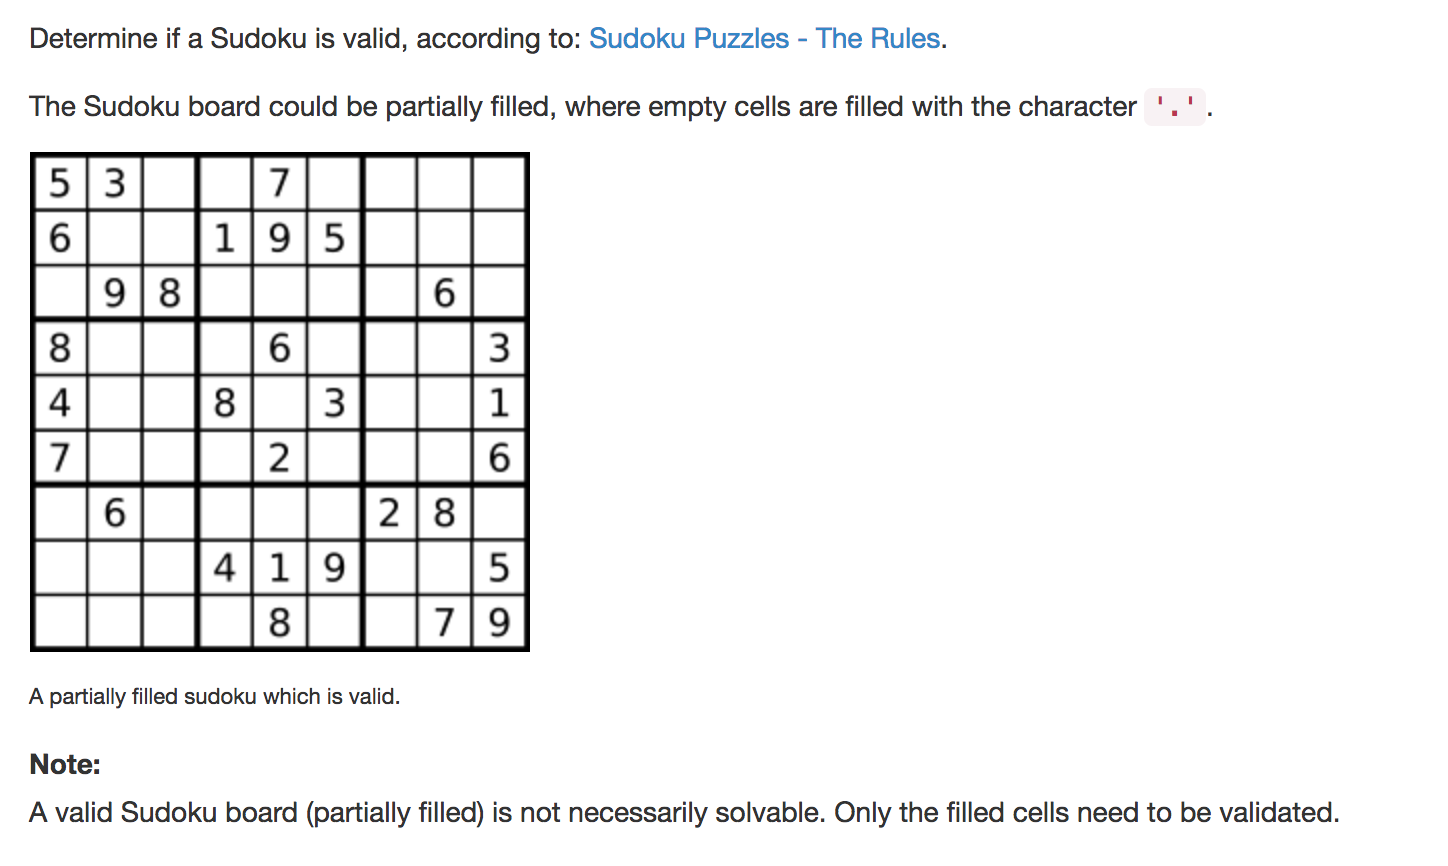 Determine if a Sudoku is valid, according to: Sudoku Puzzles - The Rules.
The Sudoku board could be partially filled, where empty cells are filled with the character '.'.
5 3 7
6 1 9 5
9 8 6
8 6 3
4 8 3 1
7 2 6
6 2 8
4 1 9 5
8 7 9
A partially filled sudoku which is valid.
Note:
A valid Sudoku board (partially filled) is not necessarily solvable. Only the filled cells need to be validated.